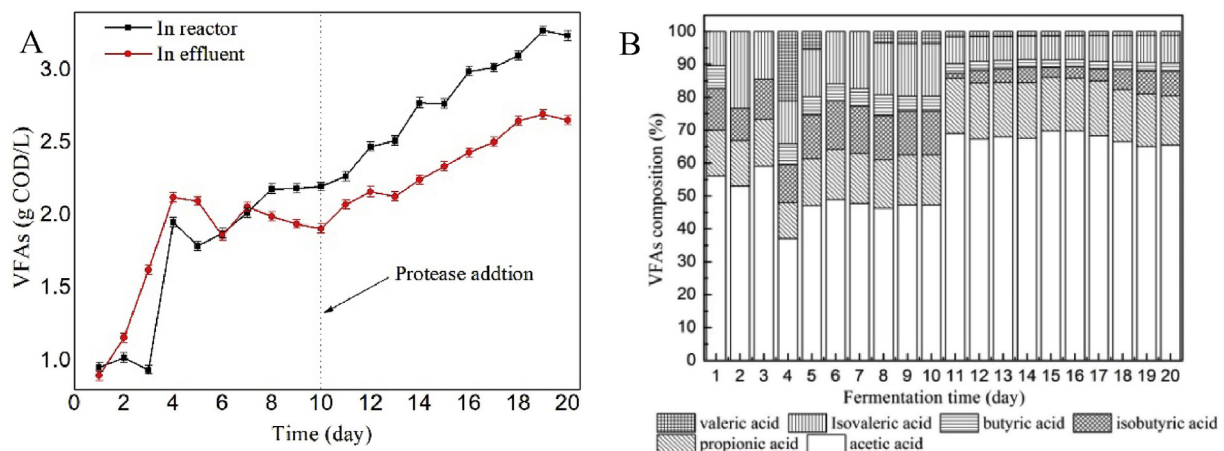 A
In reactor
In effluent
3.0
2.5
2.0
1.5
1.0
VFAs (g COD/L)
Protease addtion
0 2 4 6 8 10 12 14 16 18 20
Time (day)
B
100
90
80
70
60
50
40
30
20
10
0
VFAs composition (%)
1 2 3 4 5 6 7 8 9 10 11 12 13 14 15 16 17 18 19 20
Fermentation time (day)
valeric acid Isovaleric acid butyric acid isobutyric acid
propionic acid acetic acid